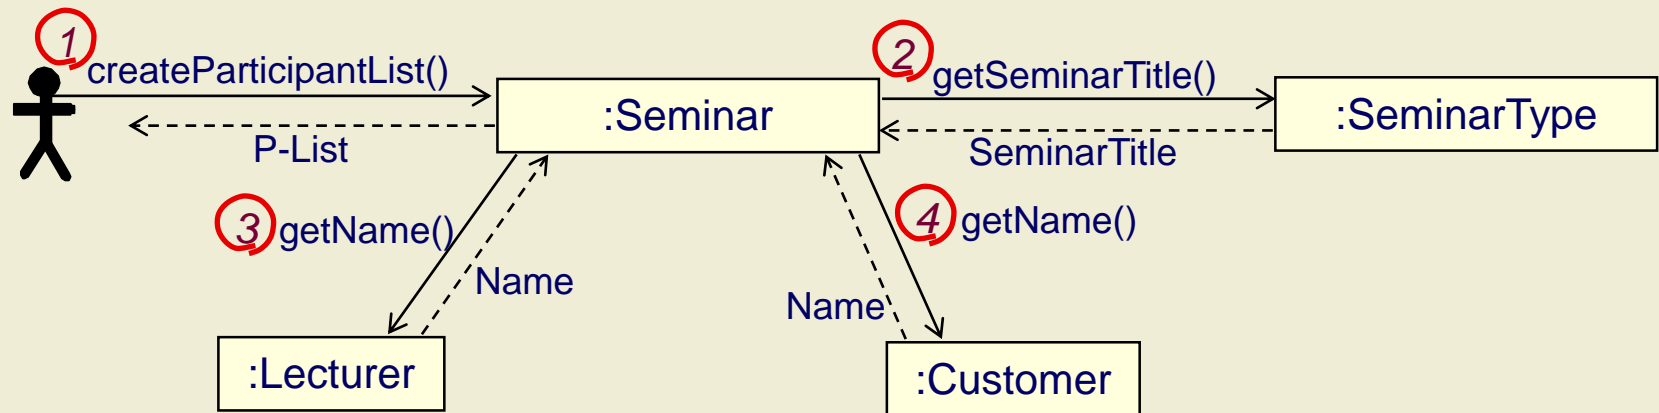 1
createParticipantList()
2
getSeminarTitle()
:Seminar
:SeminarType
P-List
SeminarTitle
3
getName()
4
getName()
Name
Name
:Lecturer
:Customer